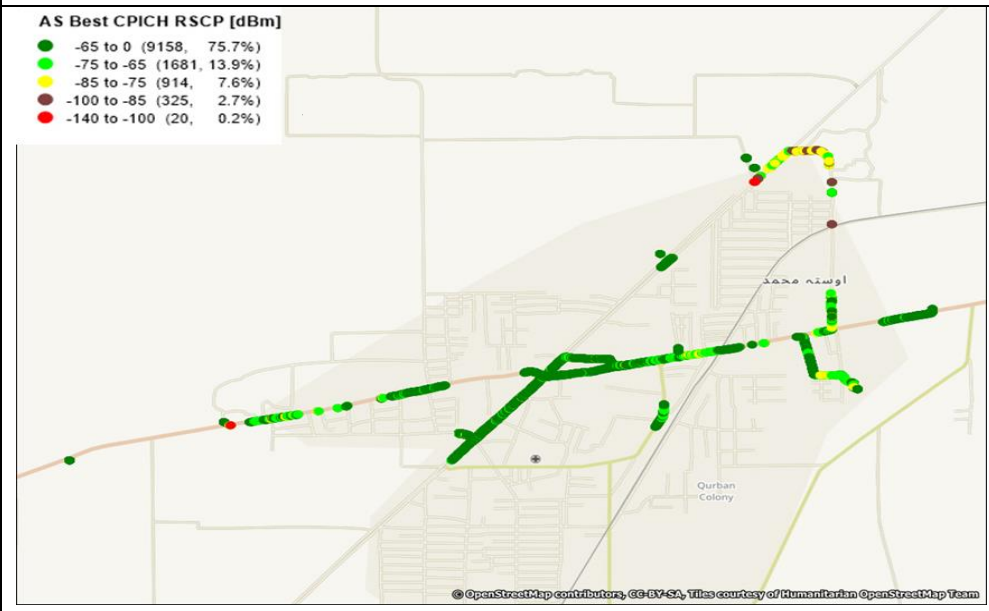 AS Best CPICH RSCP [dBm]
-65 to 0 (9158, 75.7%)
-75 to -65 (1681, 13.9%)
-85 to -75 (914, 7.6%)
-100 to -85 (325, 2.7%)
-140 to -100 (20, 0.2%)
اوستہ محمد
Qurban
Colony
© OpenStreetMap contributors, CC-BY-SA, Tiles courtesy of Humanitarian OpenStreetMap Team